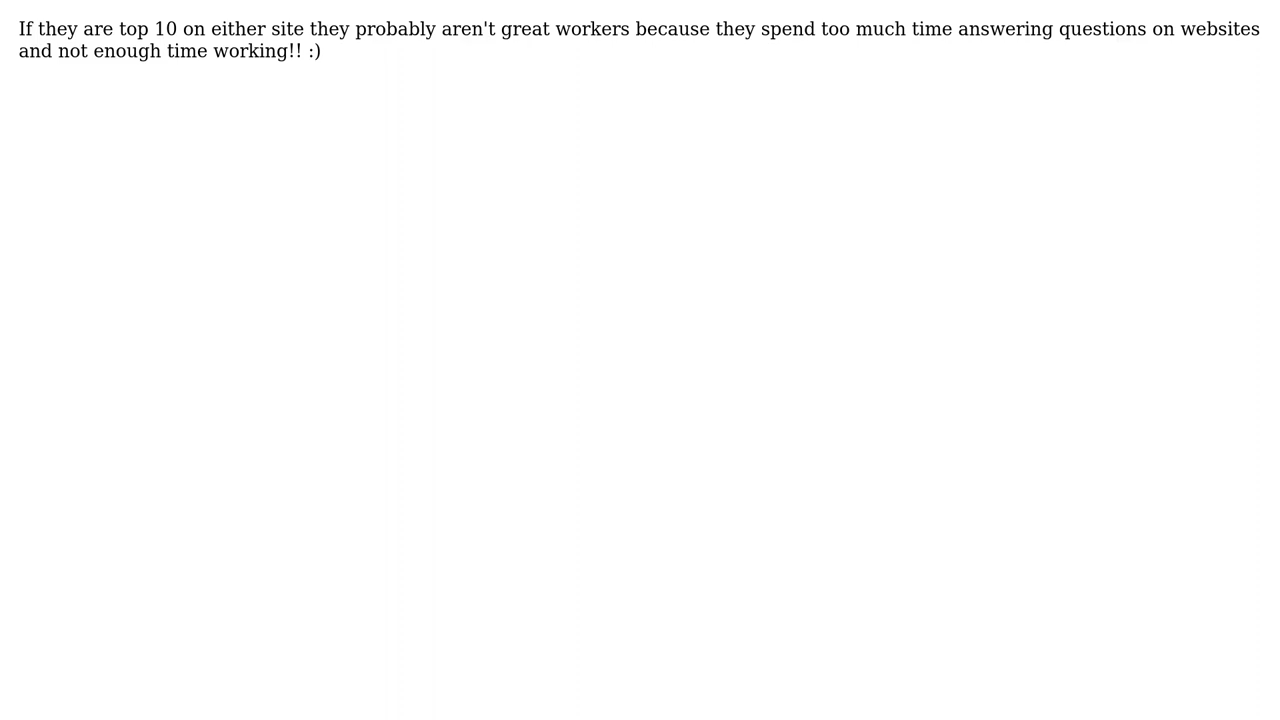 If they are top 10 on either site they probably aren't great workers because they spend too much time answering questions on websites
and not enough time working!! :)